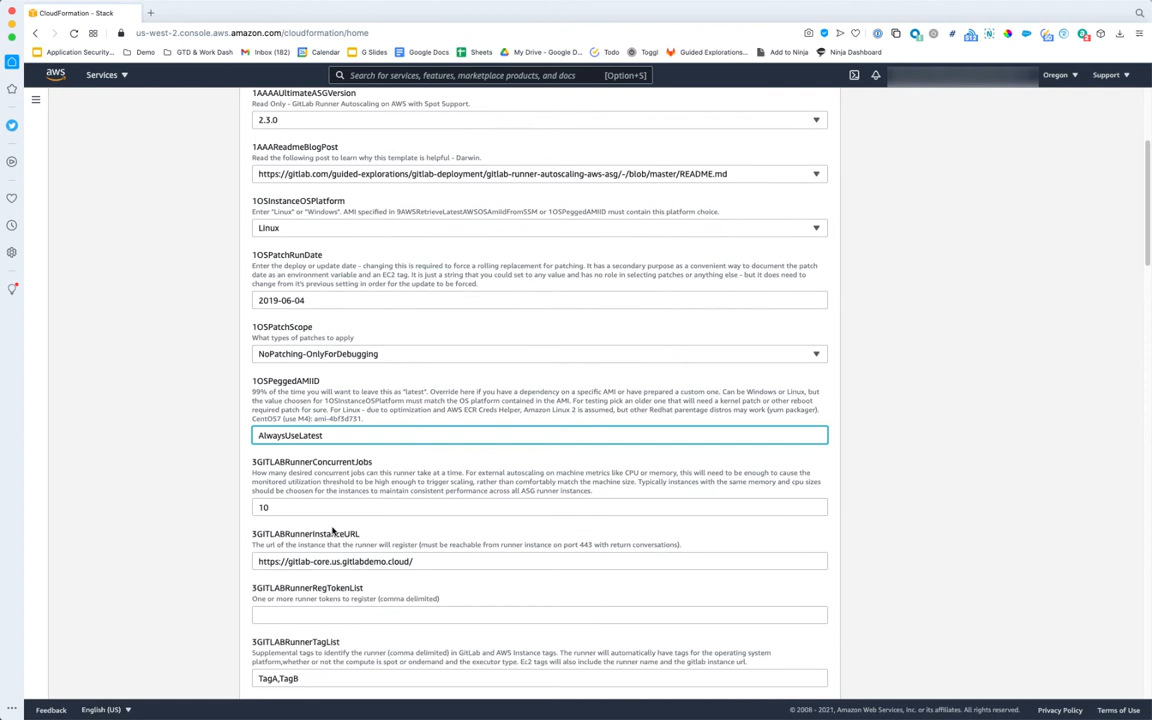 CloudFormation - Stack
us-west-2.console.aws.amazon.com/cloudformation/home
Application Security... Demo GTD & Work Dash Inbox (182) Calendar G Slides Google Docs Sheets My Drive - Google D... Todo Toggl Guided Explorations... Add to Ninja Ninja Dashboard
aws Services Search for services, features, marketplace products, and docs [Option+S] Oregon Support
1AAAAUltimateASGVersion
Read Only - GitLab Runner Autoscaling on AWS with Spot Support.
2.3.0
1AAAReadmeBlogPost
Read the following post to learn why this template is helpful - Darwin.
https://gitlab.com/guided-explorations/gitlab-deployment/gitlab-runner-autoscaling-aws-asg/-/blob/master/README.md
1OSInstanceOSPlatform
Enter "Linux" or "Windows". AMI specified in 9AWSRetrieveLatestAWSOSAmiIdFromSSM or 1OSPeggedAMIID must contain this platform choice.
Linux
1OSPatchRunDate
Enter the deploy or update date - changing this is required to force a rolling replacement for patching. It has a secondary purpose as a convenient way to document the patch
date as an environment variable and an EC2 tag. It is just a string that you could set to any value and has no role in selecting patches or anything else - but it does need to
change from it's previous setting in order for the update to be forced.
2019-06-04
1OSPatchScope
What types of patches to apply
NoPatching-OnlyForDebugging
1OSPeggedAMIID
99% of the time you will want to leave this as "latest". Override here if you have a dependency on a specific AMI or have prepared a custom one. Can be Windows or Linux, but
the value choosen for 1OSInstanceOSPlatform must match the OS platform contained in the AMI. For testing pick an older one that will need a kernel patch or other reboot
required patch for sure. For Linux - due to optimization and AWS ECR Creds Helper, Amazon Linux 2 is assumed, but other Redhat parentage distros may work (yum packager).
CentOS7 (use M4): ami-4bf3d731.
AlwaysUseLatest
3GITLABRunnerConcurrentJobs
How many desired concurrent jobs can this runner take at a time. For external autoscaling on machine metrics like CPU or memory, this will need to be enough to cause the
monitored utilization threshold to be high enough to trigger scaling, rather than comfortably match the machine size. Typically instances with the same memory and cpu sizes
should be choosen for the instances to maintain consistent performance across all ASG runner instances.
10
3GITLABRunnerInstanceURL
The url of the instance that the runner will register (must be reachable from runner instance on port 443 with return conversations).
https://gitlab-core.us.gitlabdemo.cloud/
3GITLABRunnerRegTokenList
One or more runner tokens to register (comma delimited)
3GITLABRunnerTagList
Supplemental tags to identify the runner (comma delimited) in GitLab and AWS Instance tags. The runner will automatically have tags for the operating system
platform,whether or not the compute is spot or ondemand and the executor type. Ec2 tags will also include the runner name and the gitlab instance url.
TagA,TagB
Feedback English (US) © 2008 - 2021, Amazon Web Services, Inc. or its affiliates. All rights reserved. Privacy Policy Terms of Use